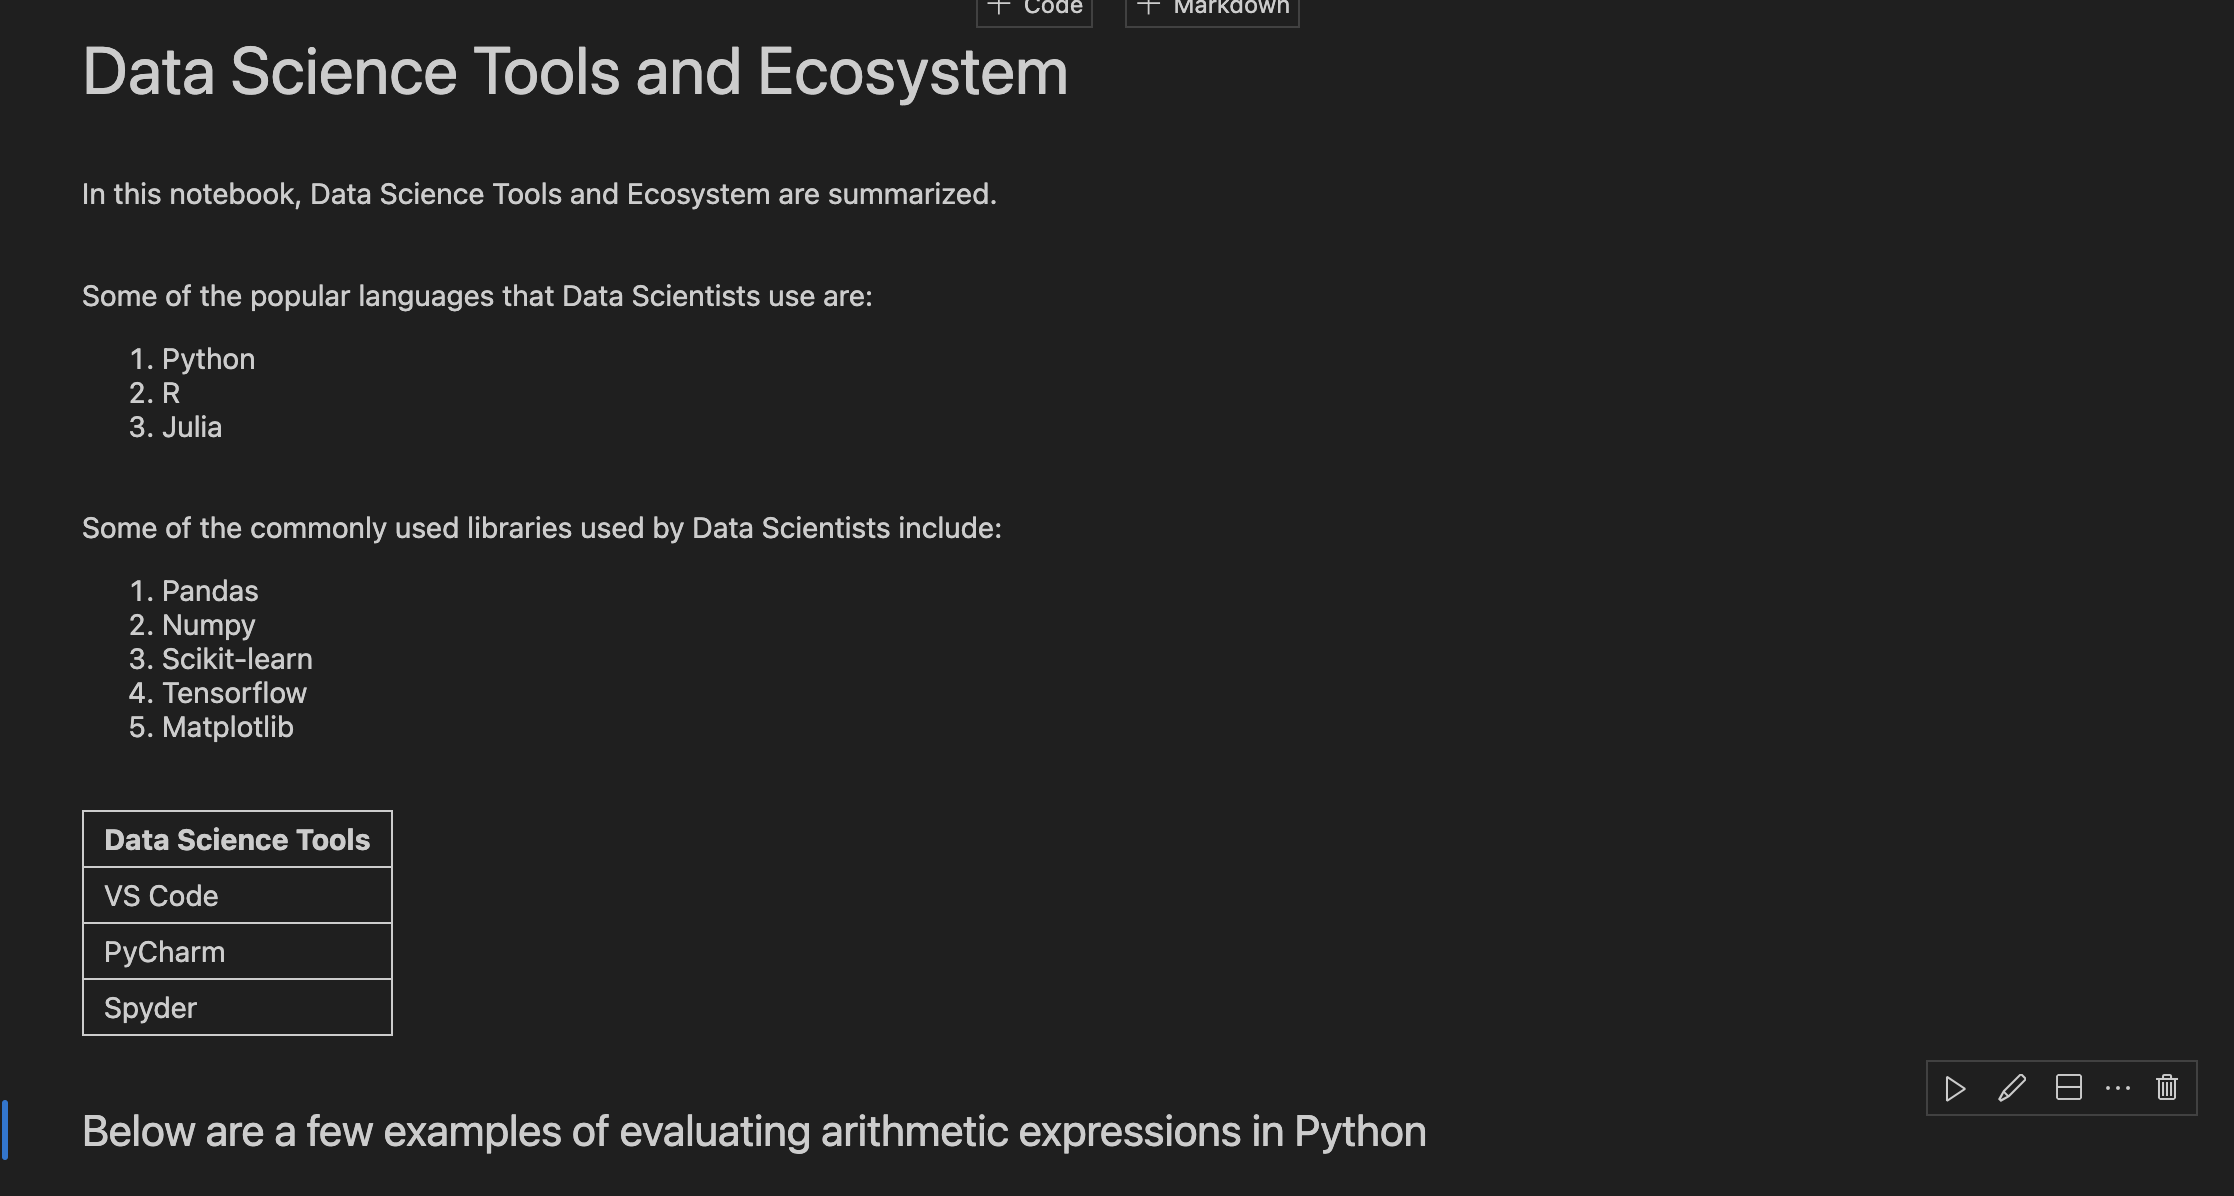 + Code + Markdown
Data Science Tools and Ecosystem
In this notebook, Data Science Tools and Ecosystem are summarized.
Some of the popular languages that Data Scientists use are:
1. Python
2. R
3. Julia
Some of the commonly used libraries used by Data Scientists include:
1. Pandas
2. Numpy
3. Scikit-learn
4. Tensorflow
5. Matplotlib
Data Science Tools
VS Code
PyCharm
Spyder
Below are a few examples of evaluating arithmetic expressions in Python